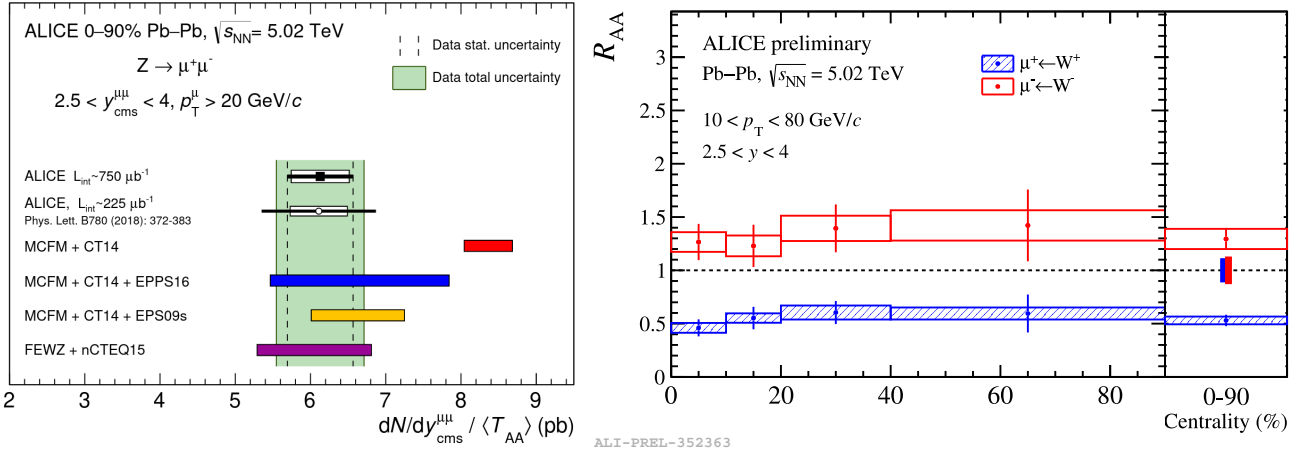 ALICE 0–90% Pb–Pb, √sNN = 5.02 TeV
Z → μ+μ-
2.5 < yμμcms < 4, pμT > 20 GeV/c
Data stat. uncertainty
Data total uncertainty
ALICE Lint~750 μb-1
ALICE, Lint~225 μb-1
Phys. Lett. B780 (2018): 372-383
MCFM + CT14
MCFM + CT14 + EPPS16
MCFM + CT14 + EPS09s
FEWZ + nCTEQ15
2 3 4 5 6 7 8 9
dN/dyμμcms / ⟨TAA⟩ (pb)
RAA
ALICE preliminary
Pb−Pb, √sNN = 5.02 TeV
10 < pT < 80 GeV/c
2.5 < y < 4
μ+←W+
μ-←W-
3
2.5
2
1.5
1
0.5
0
0 20 40 60 80
0-90
Centrality (%)
ALI-PREL-352363